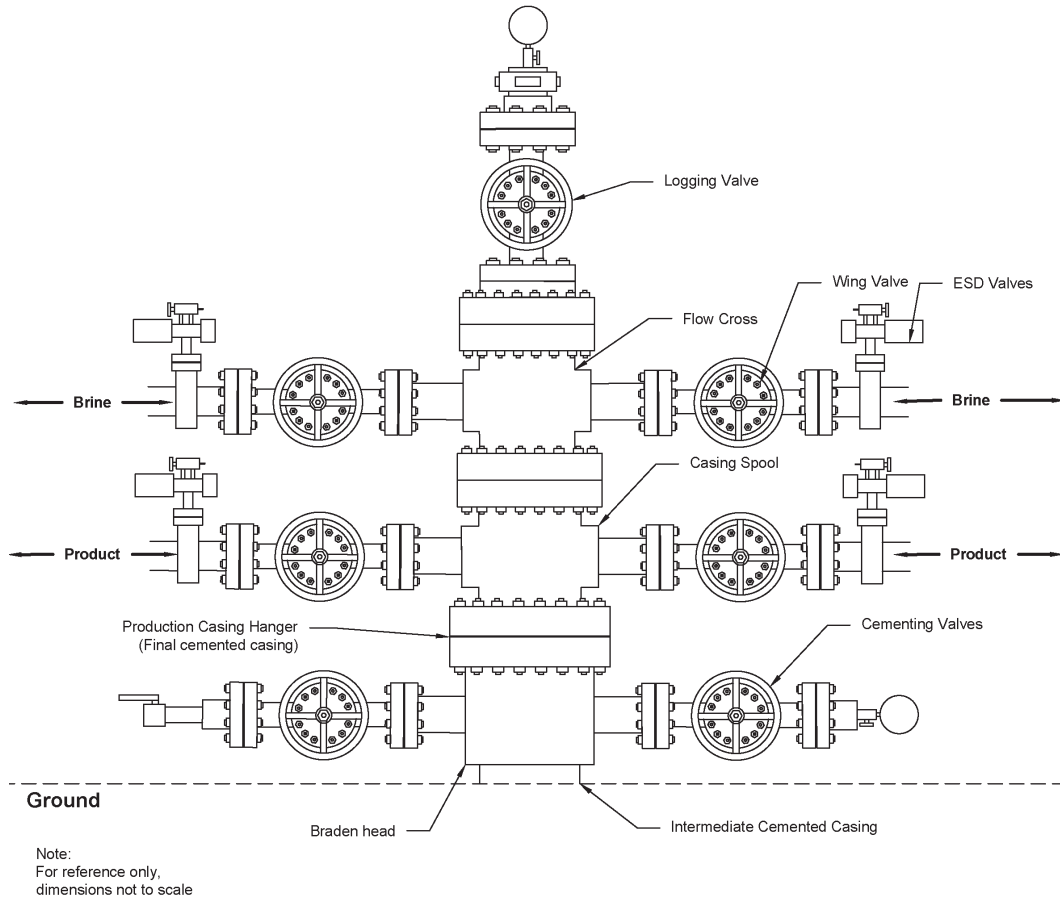 Logging Valve
Wing Valve
ESD Valves
Flow Cross
Brine
Brine
Casing Spool
Product
Product
Production Casing Hanger
(Final cemented casing)
Cementing Valves
Ground
Braden head
Intermediate Cemented Casing
Note:
For reference only,
dimensions not to scale